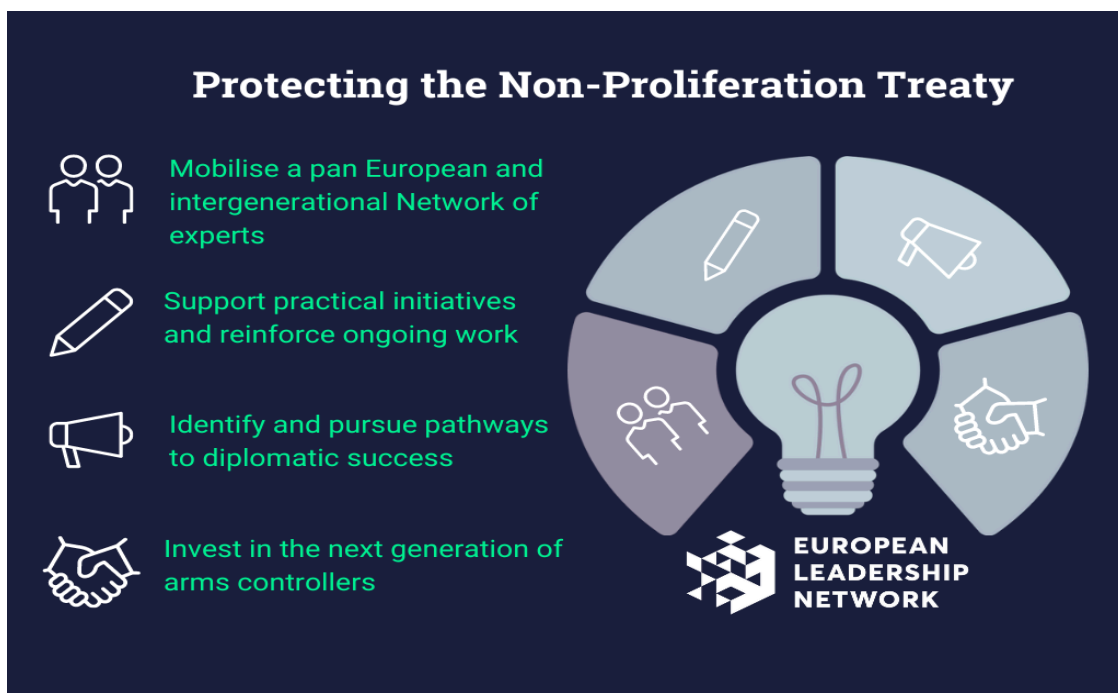 Protecting the Non-Proliferation Treaty
Mobilise a pan European and
intergenerational Network of
experts
Support practical initiatives
and reinforce ongoing work
Identify and pursue pathways
to diplomatic success
Invest in the next generation of
arms controllers
EUROPEAN
LEADERSHIP
NETWORK